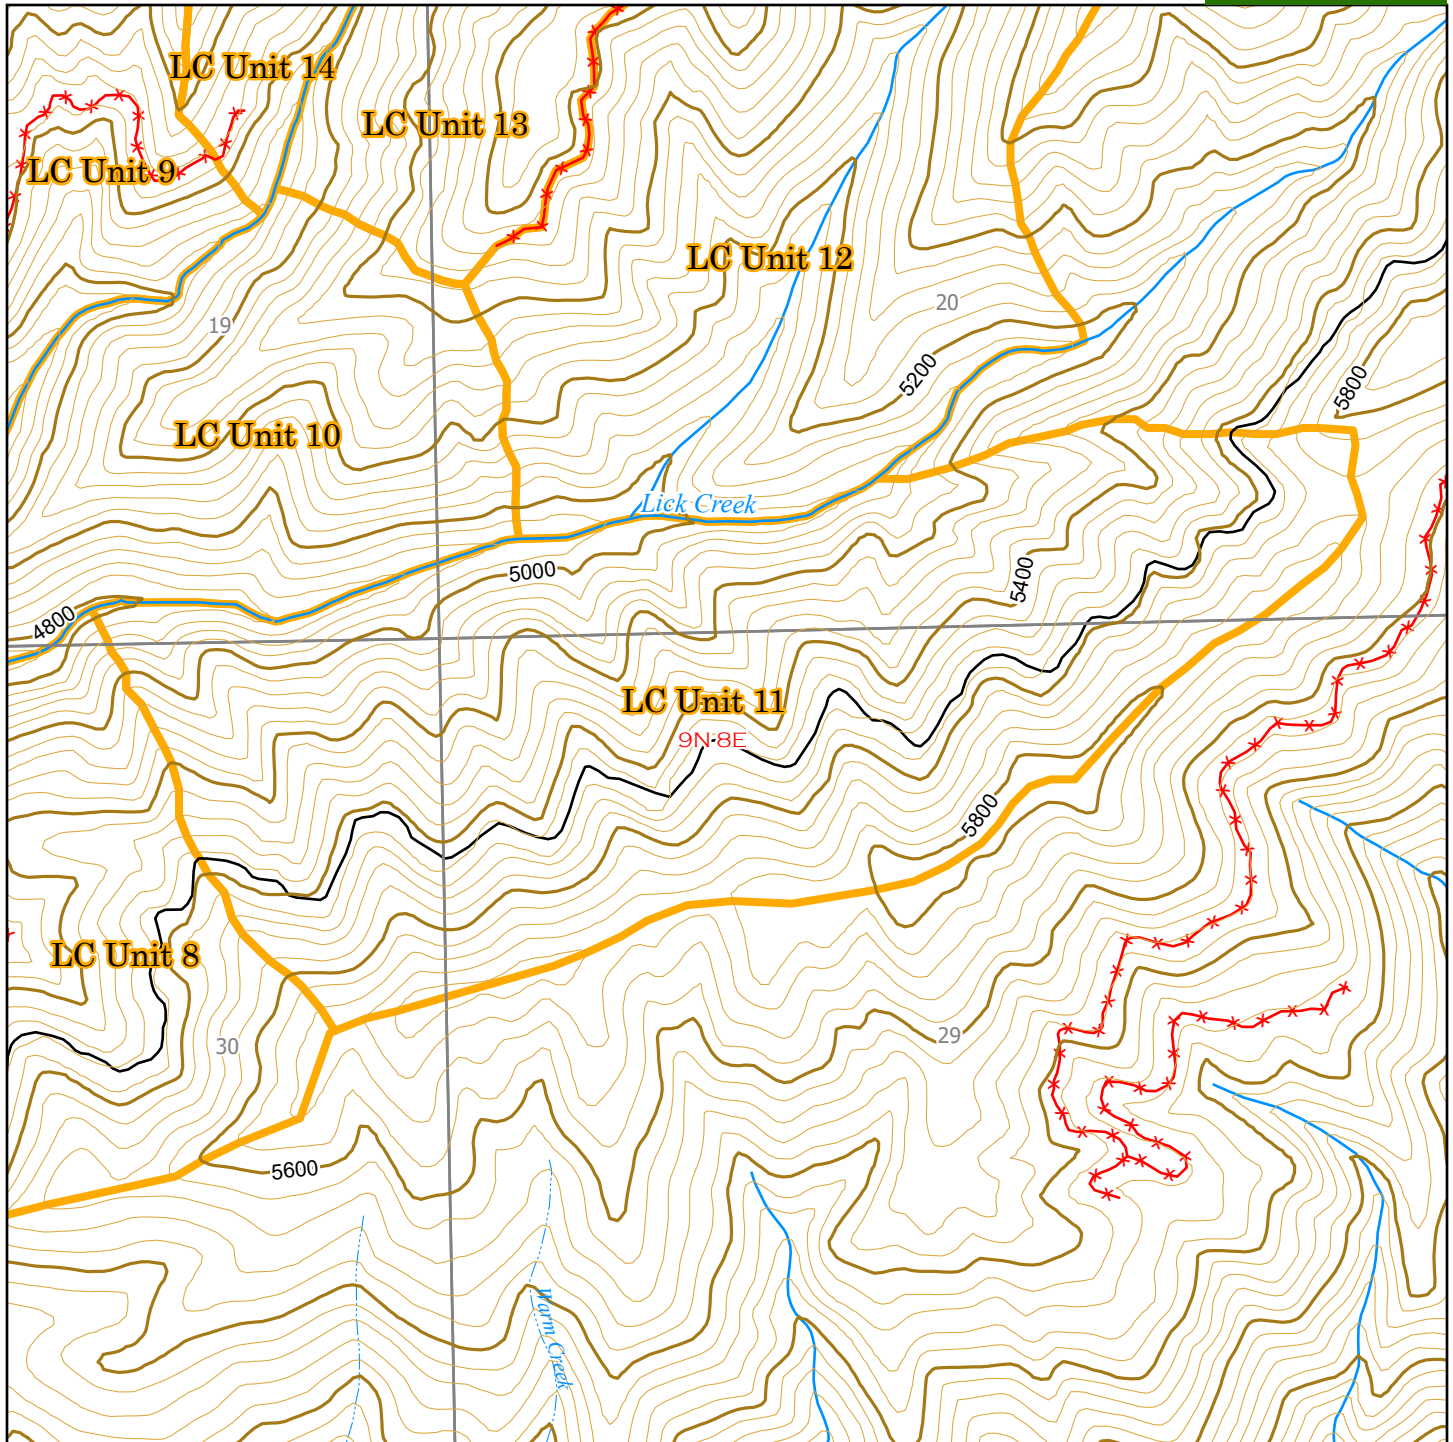 LC Unit 14
LC Unit 13
LC Unit 9
LC Unit 12
20
19
5200
5800
LC Unit 10
Lick Creek
5000
5400
4800
LC Unit 11
9N 8E
5800
LC Unit 8
29
30
5600
Warm Creek